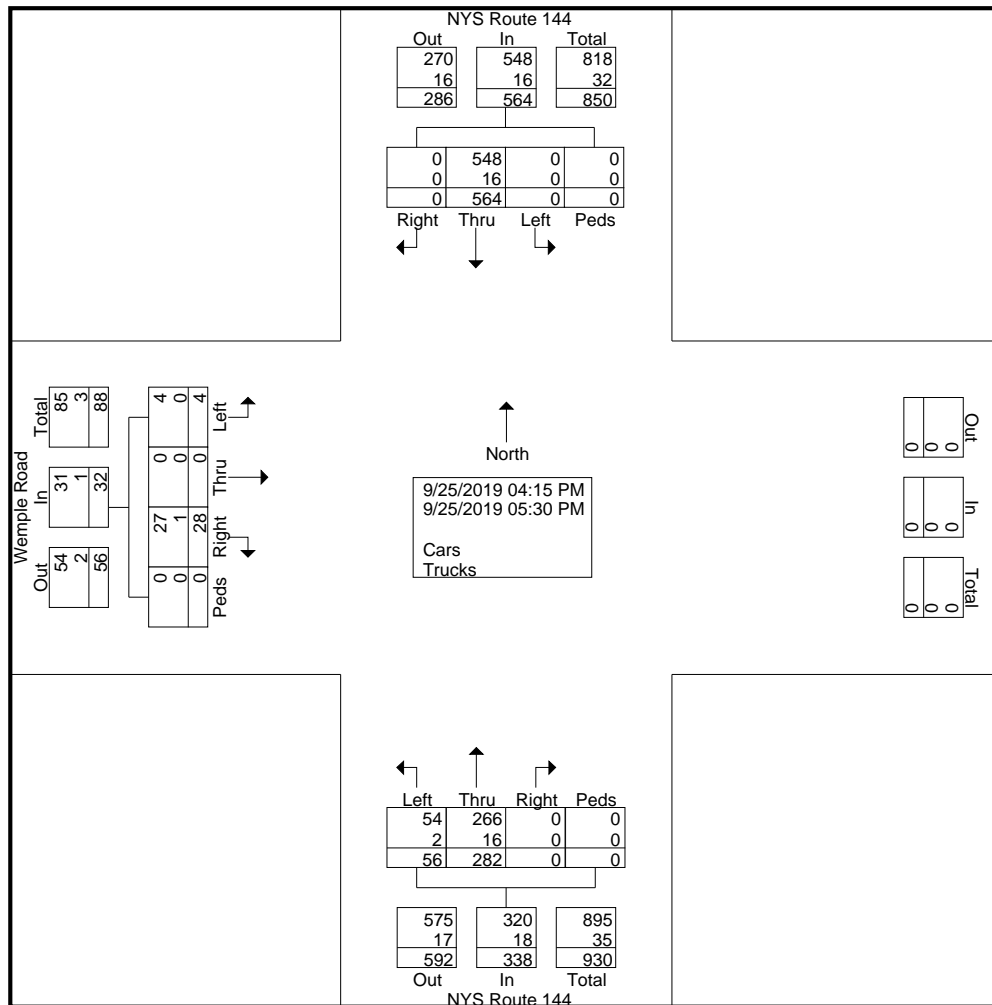 NYS Route 144
Out In Total
270 548 818
16 16 32
286 564 850
0 548 0 0
0 16 0 0
0 564 0 0
Right Thru Left Peds
Wemple Road
Total
85
3
88
In
31
1
32
Out
54
2
56
4
0
4
Left
0
0
0
Thru
27
1
28
Right
0
0
0
Peds
North
9/25/2019 04:15 PM
9/25/2019 05:30 PM
Cars
Trucks
Out
0
0
0
In
0
0
0
Total
0
0
0
Left Thru Right Peds
54 266 0 0
2 16 0 0
56 282 0 0
575 320 895
17 18 35
592 338 930
Out In Total
NYS Route 144